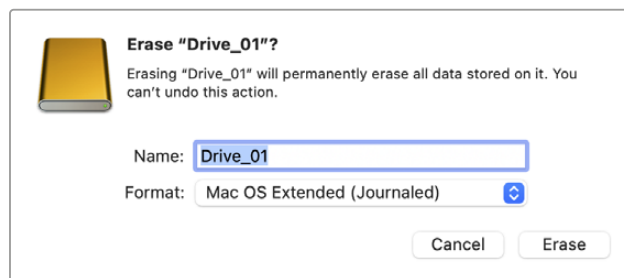 Erase “Drive_01”?
Erasing “Drive_01” will permanently erase all data stored on it. You
can’t undo this action.
Name: Drive_01
Format: Mac OS Extended (Journaled)
Cancel Erase